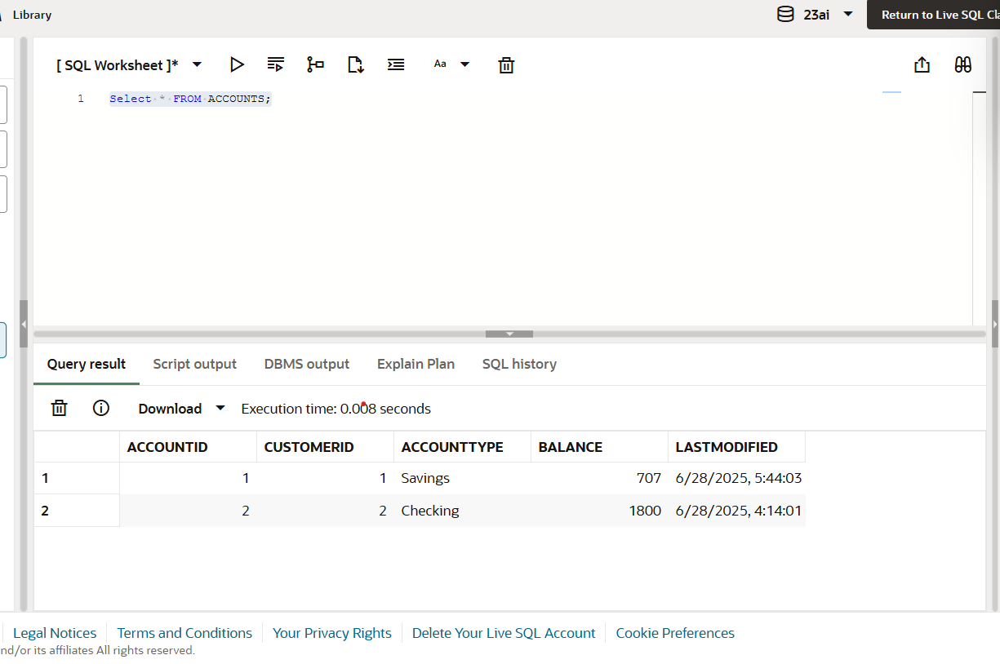 Library
23ai
Return to Live SQL
[ SQL Worksheet ]*
Aa
1 Select * FROM ACCOUNTS;
Query result Script output DBMS output Explain Plan SQL history
Download Execution time: 0.008 seconds
ACCOUNTID CUSTOMERID ACCOUNTTYPE BALANCE LASTMODIFIED
1 1 1 Savings 707 6/28/2025, 5:44:03
2 2 2 Checking 1800 6/28/2025, 4:14:01
Legal Notices Terms and Conditions Your Privacy Rights Delete Your Live SQL Account Cookie Preferences
nd/or its affiliates All rights reserved.